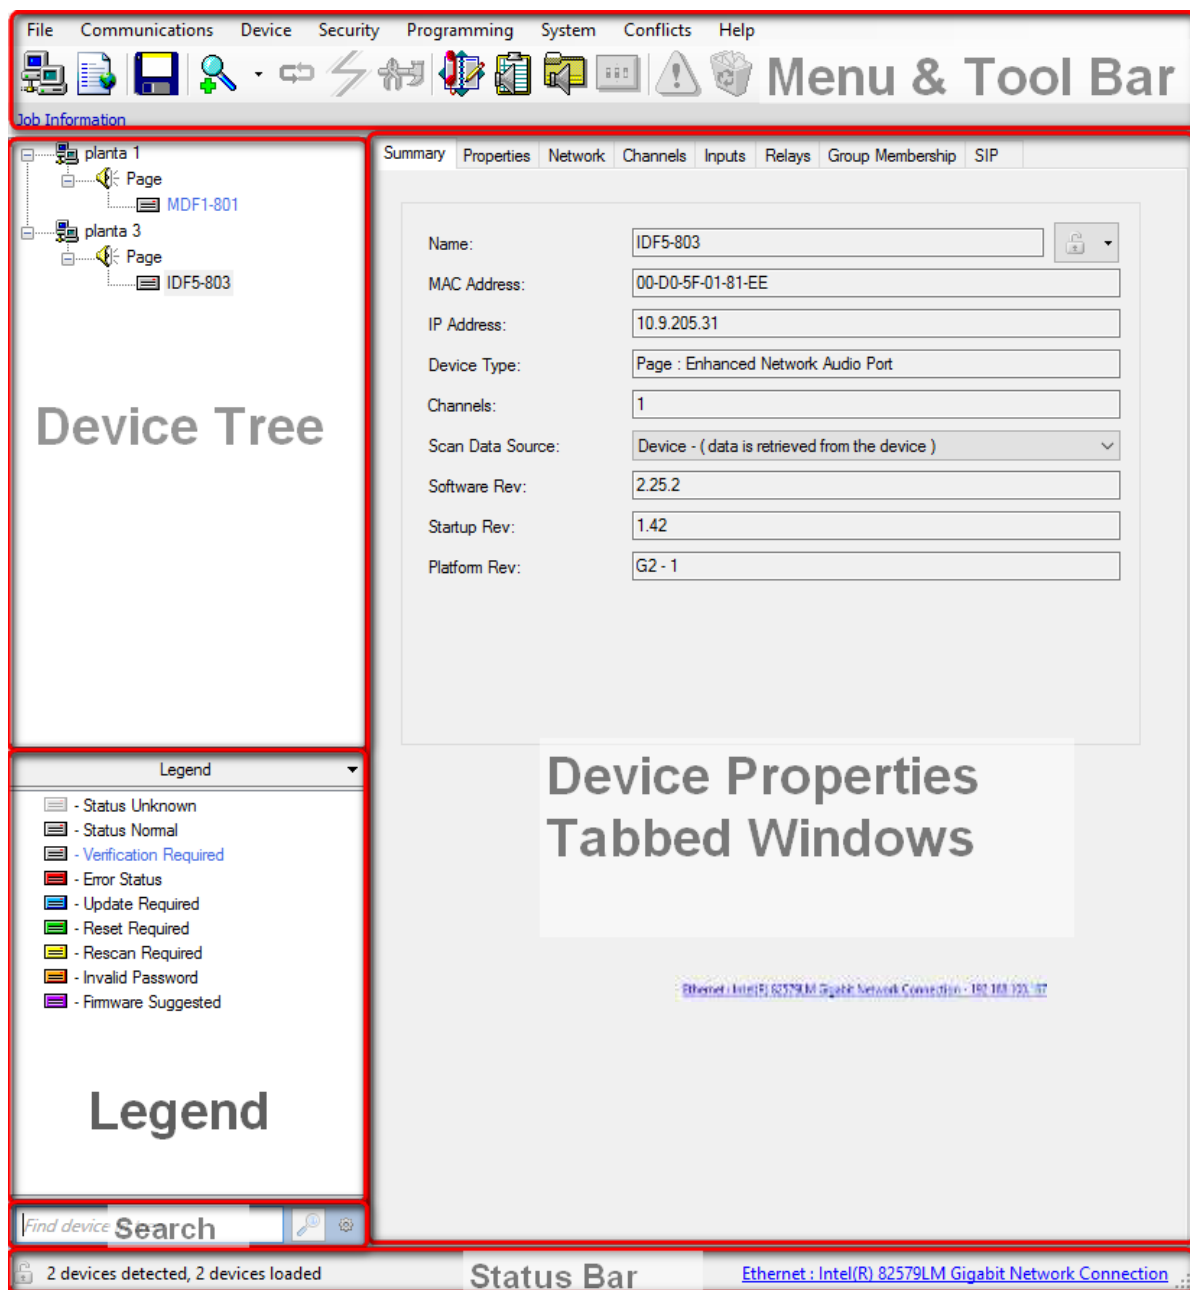 File Communications Device Security Programming System Conflicts Help
Menu & Tool Bar
Job Information
planta 1
Page
MDF1-801
planta 3
Page
IDF5-803
Device Tree
Summary Properties Network Channels Inputs Relays Group Membership SIP
Name: IDF5-803
MAC Address: 00-D0-5F-01-81-EE
IP Address: 10.9.205.31
Device Type: Page : Enhanced Network Audio Port
Channels: 1
Scan Data Source: Device - ( data is retrieved from the device )
Software Rev: 2.25.2
Startup Rev: 1.42
Platform Rev: G2 - 1
Device Properties
Tabbed Windows
Ethernet : Intel(R) 82579LM Gigabit Network Connection -
Legend
- Status Unknown
- Status Normal
- Verification Required
- Error Status
- Update Required
- Reset Required
- Rescan Required
- Invalid Password
- Firmware Suggested
Legend
Find device
Search
2 devices detected, 2 devices loaded
Status Bar
Ethernet : Intel(R) 82579LM Gigabit Network Connection